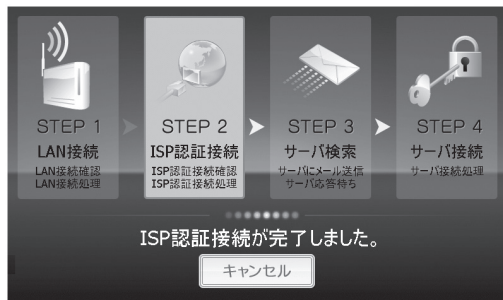 STEP 1
LAN接続
LAN接続確認
LAN接続処理
STEP 2
ISP認証接続
ISP認証接続確認
ISP認証接続処理
STEP 3
サーバ検索
サーバにメール送信
サーバ応答待ち
STEP 4
サーバ接続
サーバ接続処理
ISP認証接続が完了しました。
キャンセル